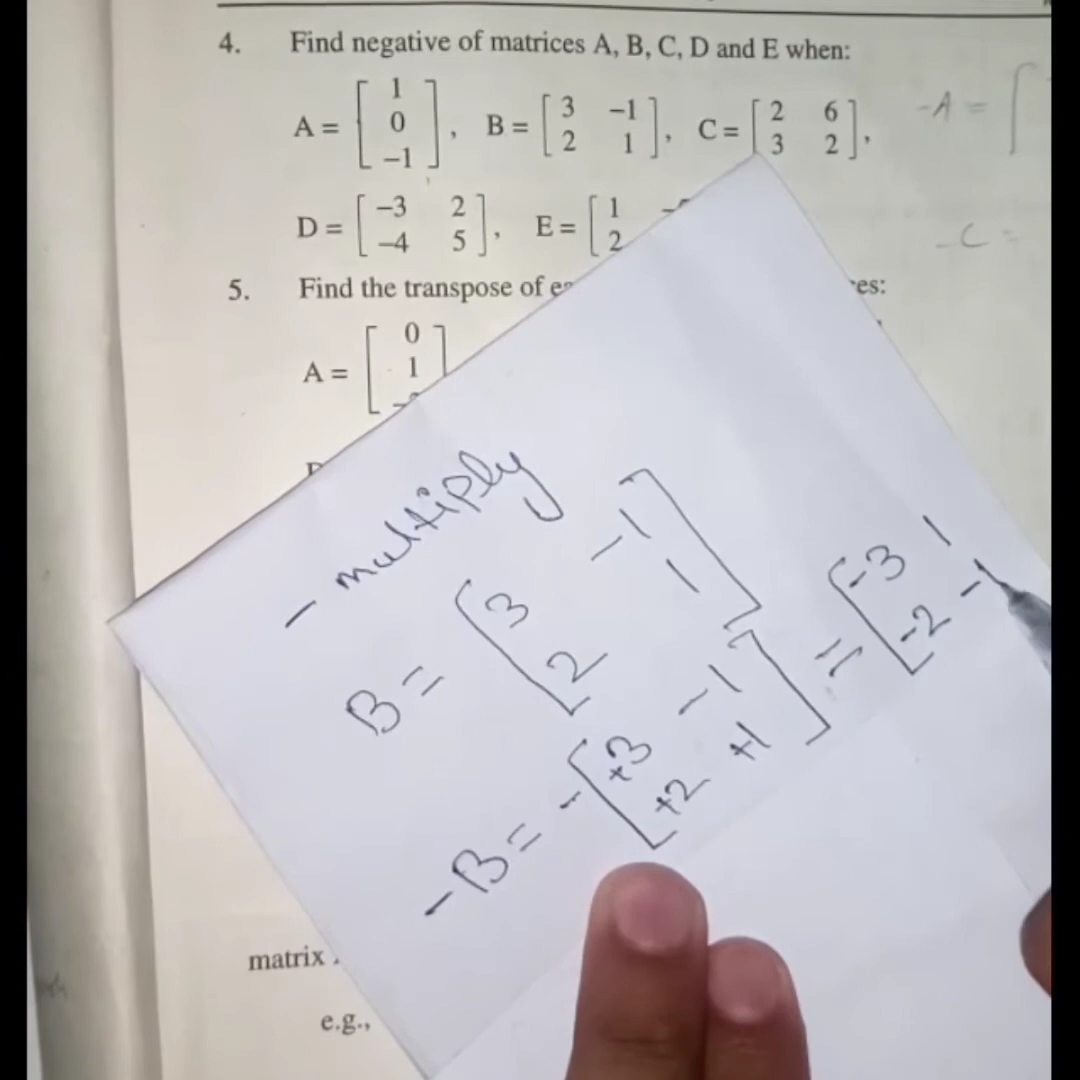 4. Find negative of matrices A, B, C, D and E when:
A = [ 1 0 –1 ], B = [ 3 –1 2 1 ], C = [ 2 6 3 2 ],
-A = [
D = [ –3 2 –4 5 ], E = [ 1 2
-C =
5. Find the transpose of
A = [ 0 1
- multiply
B = [ 3 -1 2 1 ]
-B = - [ +3 -1 +2 +1 ] = [ -3 1 -2 -1
matrix
e.g.,